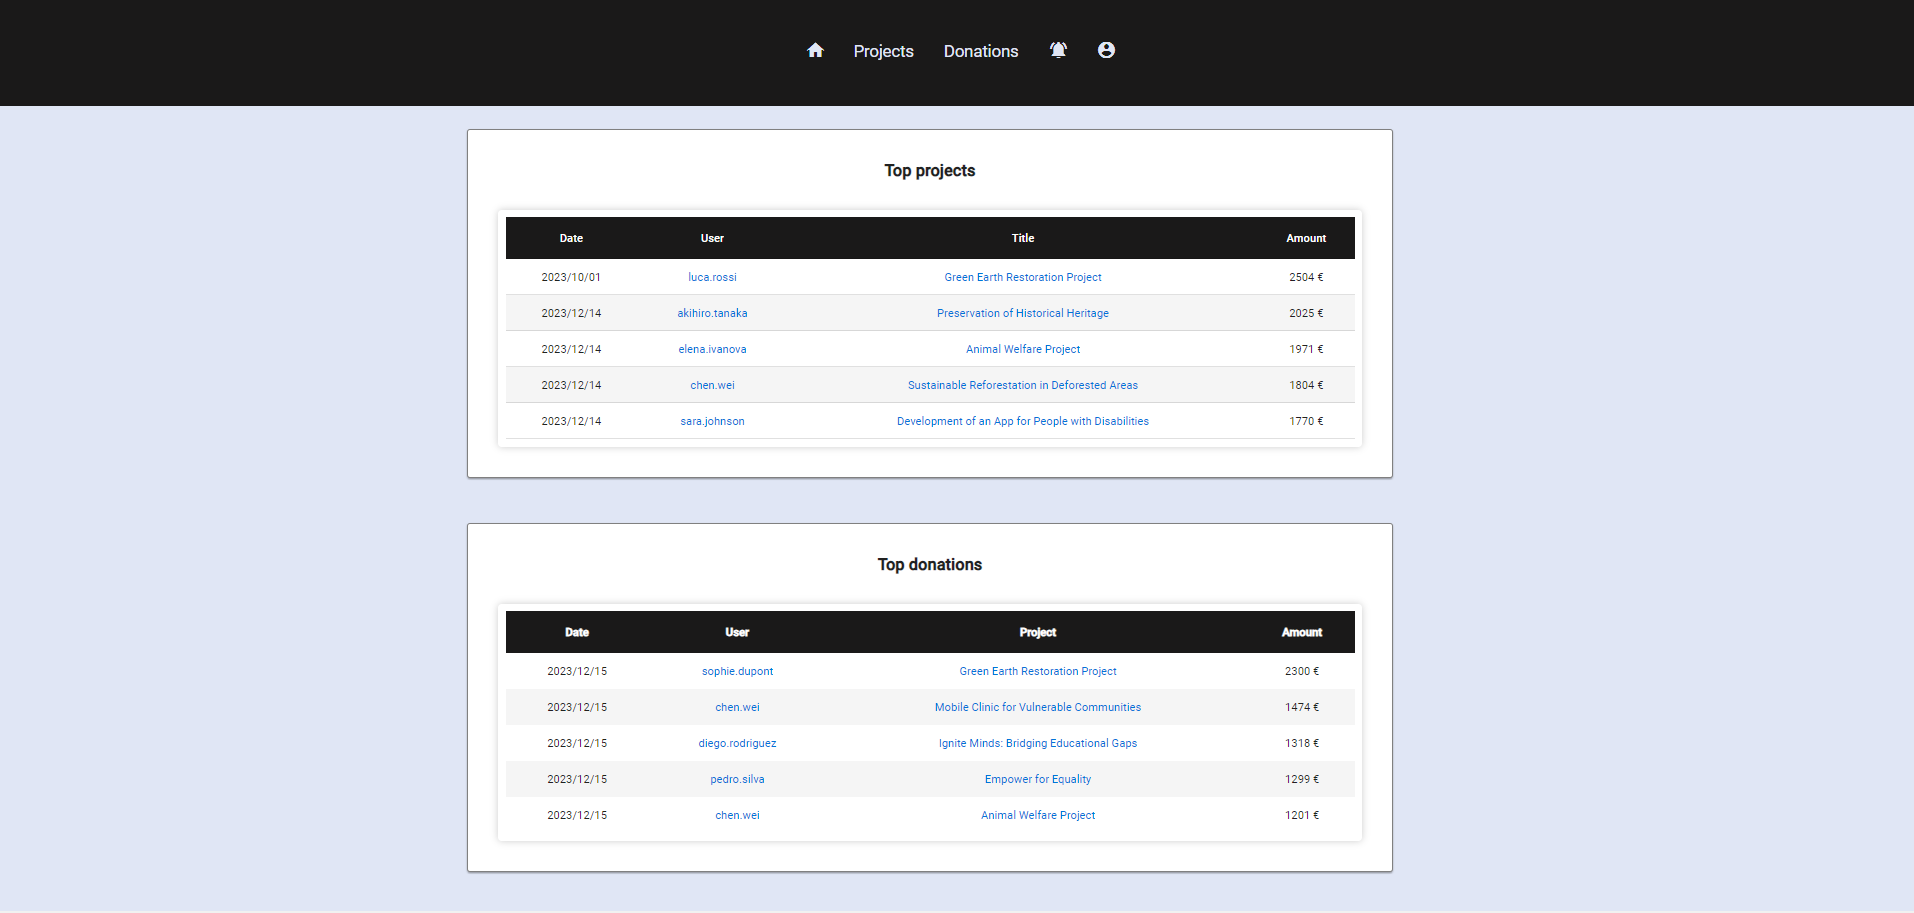 Projects Donations
Top projects
Date User Title Amount
2023/10/01 luca.rossi Green Earth Restoration Project 2504 €
2023/12/14 akihiro.tanaka Preservation of Historical Heritage 2025 €
2023/12/14 elena.ivanova Animal Welfare Project 1971 €
2023/12/14 chen.wei Sustainable Reforestation in Deforested Areas 1804 €
2023/12/14 sara.johnson Development of an App for People with Disabilities 1770 €
Top donations
Date User Project Amount
2023/12/15 sophie.dupont Green Earth Restoration Project 2300 €
2023/12/15 chen.wei Mobile Clinic for Vulnerable Communities 1474 €
2023/12/15 diego.rodriguez Ignite Minds: Bridging Educational Gaps 1318 €
2023/12/15 pedro.silva Empower for Equality 1299 €
2023/12/15 chen.wei Animal Welfare Project 1201 €